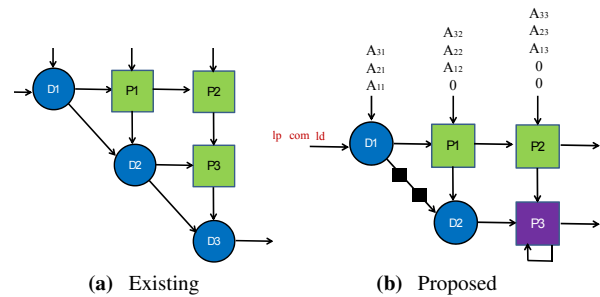 D1
P1
P2
D2
P3
D3
(a) Existing
A31
A21
A11
A32
A22
A12
0
A33
A23
A13
0
0
lp com ld
D1
P1
P2
D2
P3
(b) Proposed